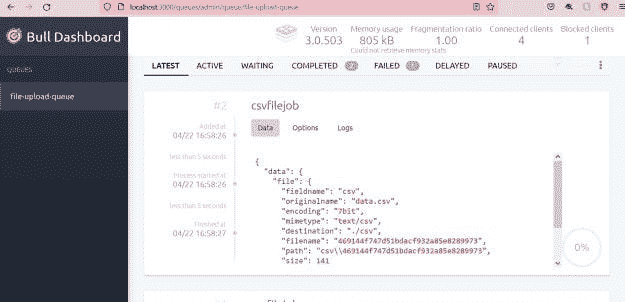 localhost:3000/queues/admin/queue/file-upload-queue
Bull Dashboard
Version
3.0.503
Memory usage
805 kB
Fragmentation ratio
1.00
Connected clients
4
Blocked clients
1
Could not retrieve memory stats
QUEUES
file-upload-queue
LATEST ACTIVE WAITING COMPLETED 2 FAILED DELAYED PAUSED
#2
csvfilejob
Added at
04/22 16:58:26
less than 5 seconds
Process started at
04/22 16:58:26
less than 5 seconds
Finished at
04/22 16:58:27
Data Options Logs
{
"data": {
"file": {
"fieldname": "csv",
"originalname": "data.csv",
"encoding": "7bit",
"mimetype": "text/csv",
"destination": "./csv",
"filename": "469144f747d51bdacf932a85e8289973",
"path": "csv\\469144f747d51bdacf932a85e8289973",
"size": 141
0%